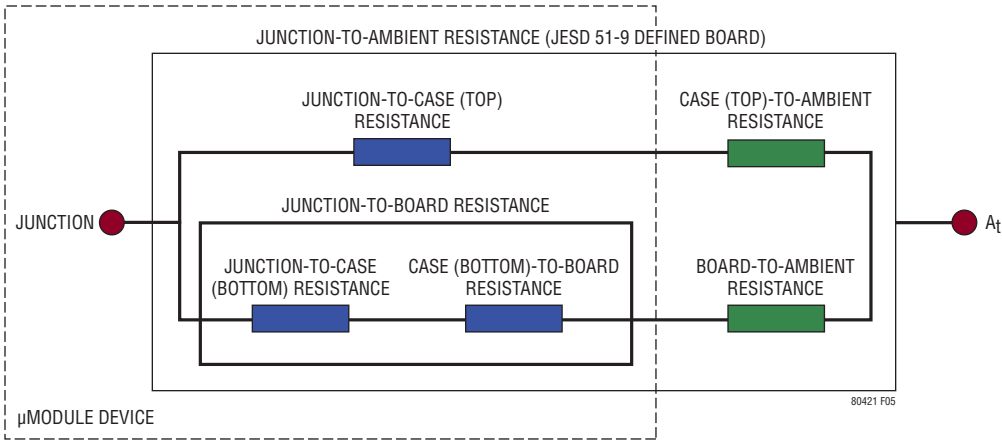 JUNCTION-TO-AMBIENT RESISTANCE (JESD 51-9 DEFINED BOARD)
JUNCTION-TO-CASE (TOP)
RESISTANCE
CASE (TOP)-TO-AMBIENT
RESISTANCE
JUNCTION
JUNCTION-TO-BOARD RESISTANCE
At
JUNCTION-TO-CASE
(BOTTOM) RESISTANCE
CASE (BOTTOM)-TO-BOARD
RESISTANCE
BOARD-TO-AMBIENT
RESISTANCE
80421 F05
µMODULE DEVICE